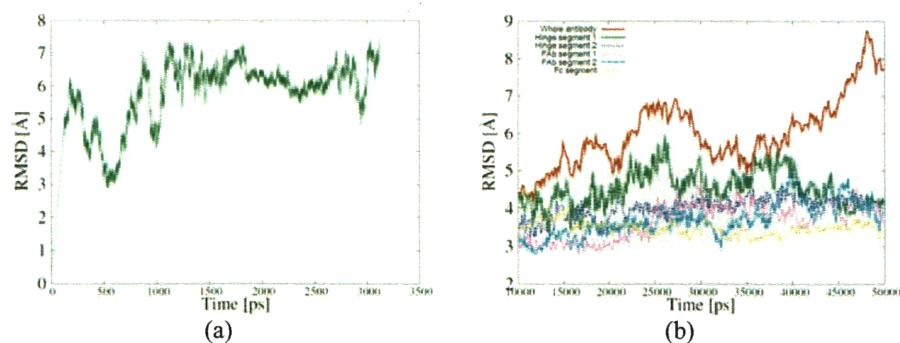 8
7
6
5
4
3
2
1
0
RMSD [Å]
0 500 1000 1500 2000 2500 3000 3500
Time [ps]
(a)
9
8
7
6
5
4
3
2
RMSD [Å]
Whole antibody
Hinge segment 1
Hinge segment 2
FAb segment 1
FAb segment 2
Fc segment
10000 15000 20000 25000 30000 35000 40000 45000 50000
Time [ps]
(b)